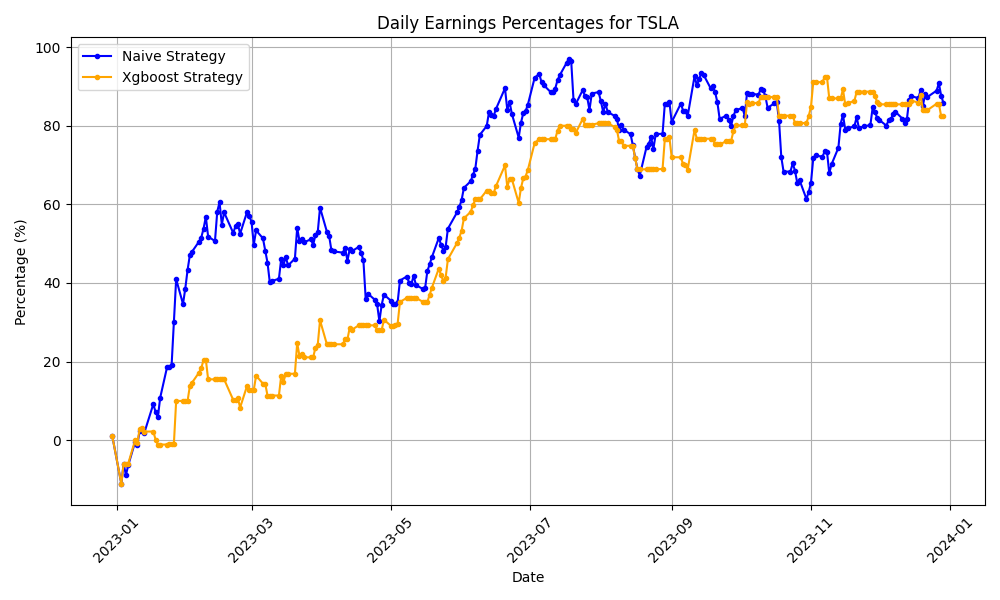 Daily Earnings Percentages for TSLA
Naive Strategy
Xgboost Strategy
Percentage (%)
100
80
60
40
20
0
2023-01
2023-03
2023-05
2023-07
2023-09
2023-11
2024-01
Date